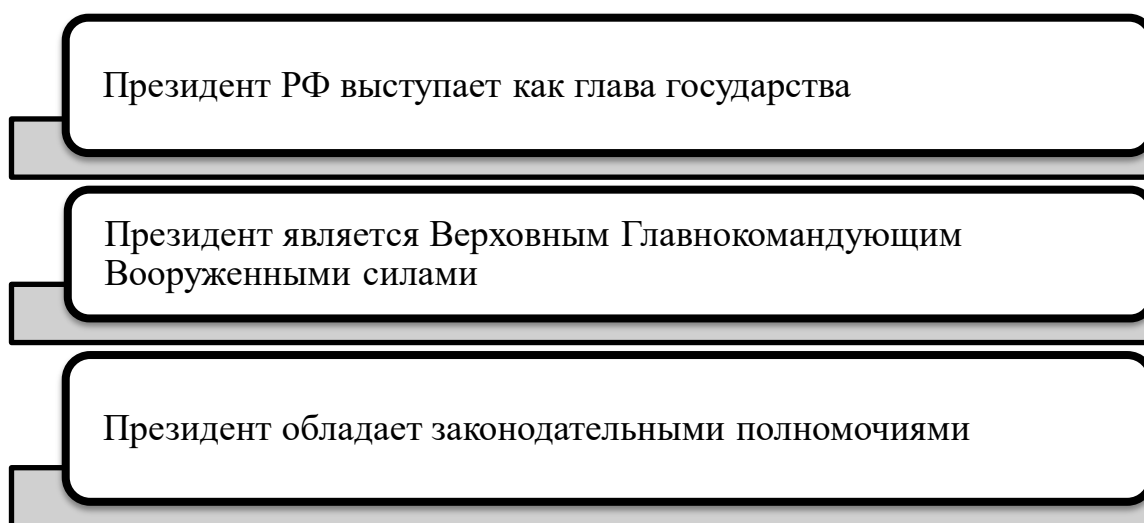 Президент РФ выступает как глава государства
Президент является Верховным Главнокомандующим
Вооруженными силами
Президент обладает законодательными полномочиями